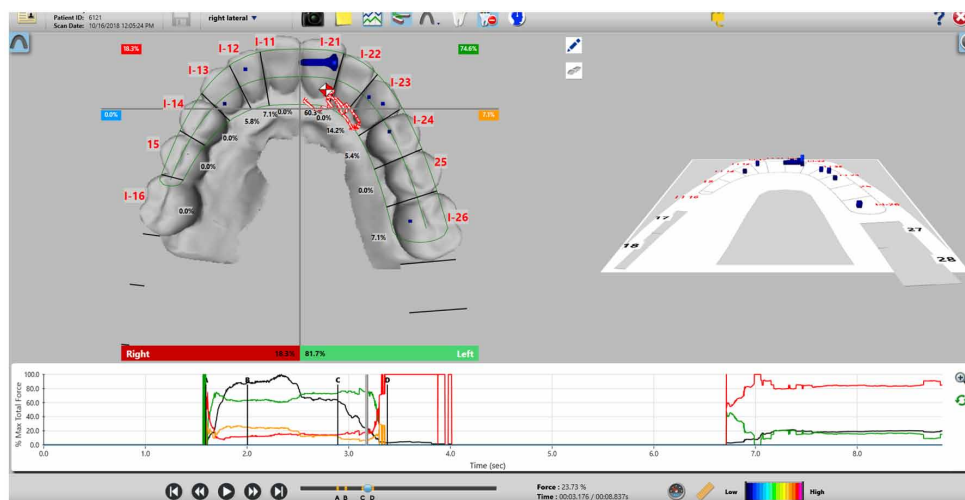 Patient ID: 6121
Scan Date: 10/16/2018 12:05:24 PM
right lateral
?
18.3%
74.6%
0.0%
7.1%
I-11
I-21
I-12
I-22
I-13
I-23
I-14
I-24
15
25
I-16
I-26
5.8%
7.1%
0.0%
60.3%
0.0%
14.2%
0.0%
5.4%
0.0%
0.0%
0.0%
7.1%
17
18
27
28
Right
18.3%
81.7%
Left
% Max Total Force
100.0
80.0
60.0
40.0
20.0
0.0
A
B
C
D
0.0
1.0
2.0
3.0
4.0
7.0
8.0
Time (sec)
A B C D
Force : 23.73 %
Time : 00:03.176 / 00:08.837s
Low
High